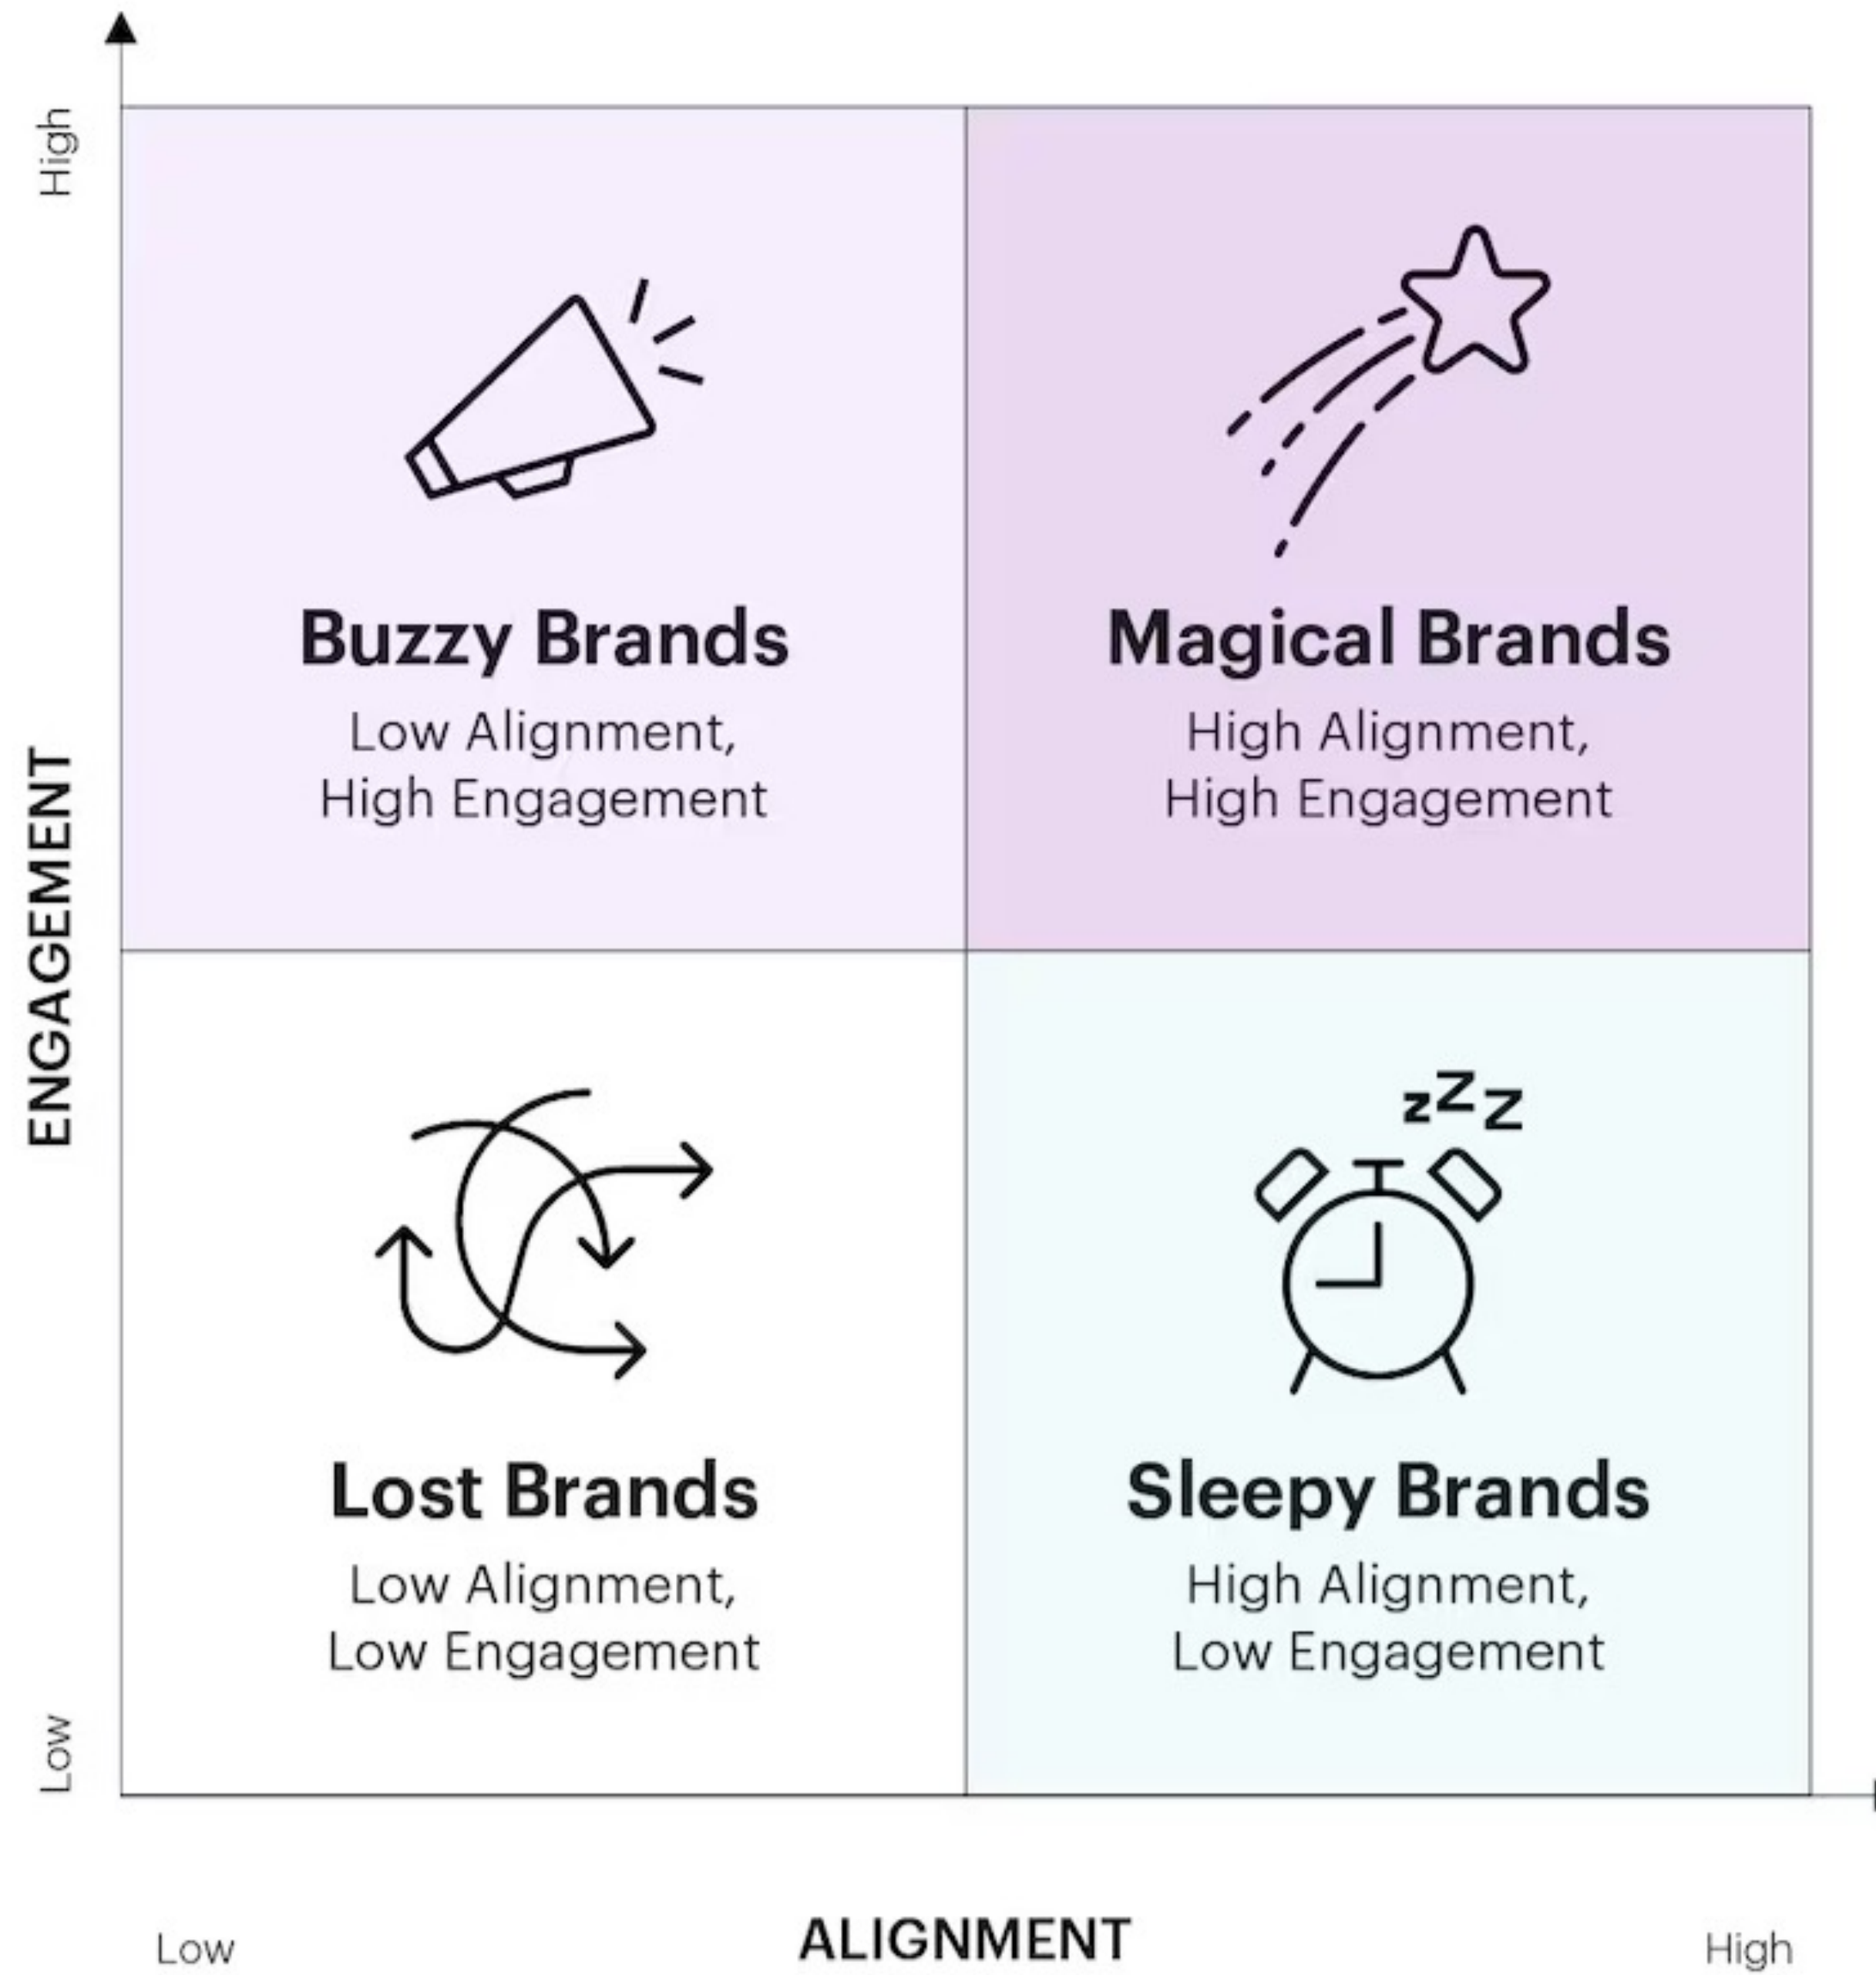 High
Buzzy Brands
Low Alignment,
High Engagement
Magical Brands
High Alignment,
High Engagement
ENGAGEMENT
zZZ
Lost Brands
Low Alignment,
Low Engagement
Sleepy Brands
High Alignment,
Low Engagement
Low
Low
ALIGNMENT
High